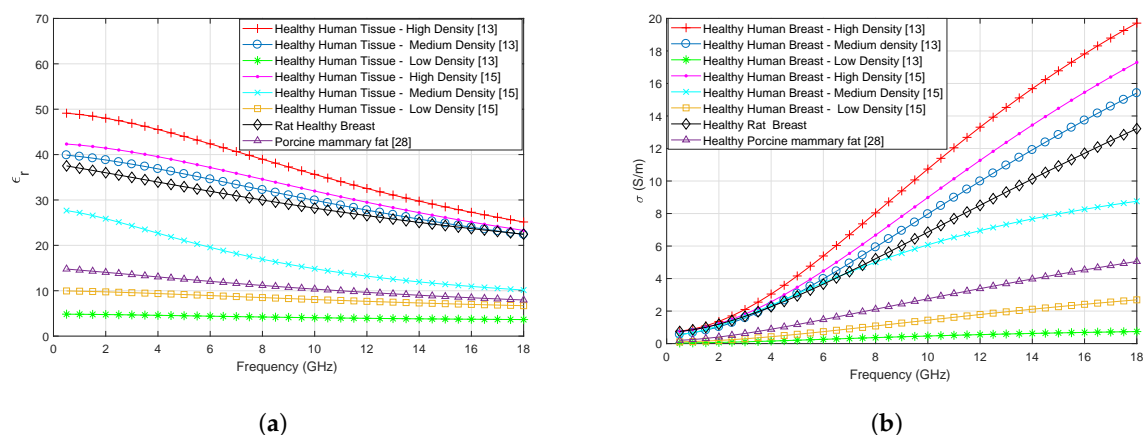 Healthy Human Tissue - High Density [13]
Healthy Human Tissue -  Medium Density [13]
Healthy Human Tissue -  Low Density [13]
Healthy Human Tissue - High Density [15]
Healthy Human Tissue - Medium Density [15]
Healthy Human Tissue -  Low Density [15]
Rat Healthy Breast
Porcine mammary fat [28]
70
60
50
40
30
20
10
0
ϵr
0 2 4 6 8 10 12 14 16 18
Frequency (GHz)
(a)
Healthy Human Breast - High Density [13]
Healthy Human Breast - Medium density [13]
Healthy Human Breast - Low Density [13]
Healthy Human Breast -  High Density [15]
Healthy Human Breast - Medium Density [15]
Healthy Human Breast -  Low Density [15]
Healthy Rat  Breast
Healthy Porcine mammary fat [28]
20
18
16
14
12
10
8
6
4
2
0
σ (S/m)
0 2 4 6 8 10 12 14 16 18
Frequency (GHz)
(b)